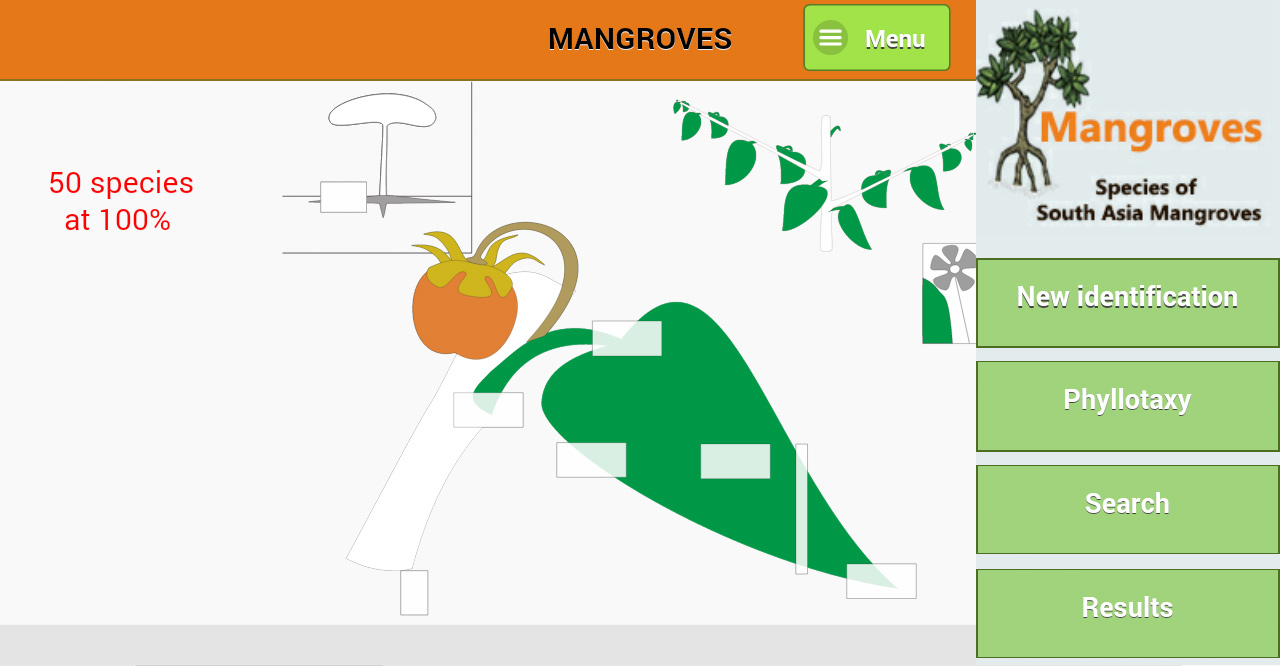 MANGROVES
Menu
50 species
at 100%
Mangroves
Species of
South Asia Mangroves
New identification
Phyllotaxy
Search
Results